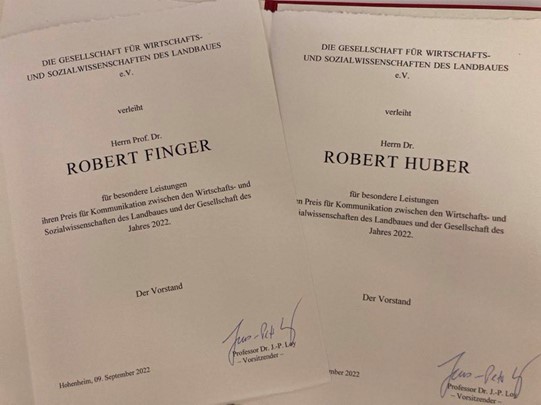 DIE GESELLSCHAFT FÜR WIRTSCHAFTS-
UND SOZIALWISSENSCHAFTEN DES LANDBAUES
e.V.
verleiht
Herrn Prof. Dr.
ROBERT FINGER
für besondere Leistungen
ihren Preis für Kommunikation zwischen den Wirtschafts- und
Sozialwissenschaften des Landbaues und der Gesellschaft des
Jahres 2022.
Der Vorstand
Professor Dr. J.-P. Loy
– Vorsitzender –
Hohenheim, 09. September 2022
DIE GESELLSCHAFT FÜR WIRTSCHAFTS-
UND SOZIALWISSENSCHAFTEN DES LANDBAUES
e.V.
verleiht
Herrn Dr.
ROBERT HUBER
für besondere Leistungen
en Preis für Kommunikation zwischen den Wirtschafts- und
ialwissenschaften des Landbaues und der Gesellschaft des
Jahres 2022.
Der Vorstand
Professor Dr. J.-P. Loy
– Vorsitzender –
mber 2022